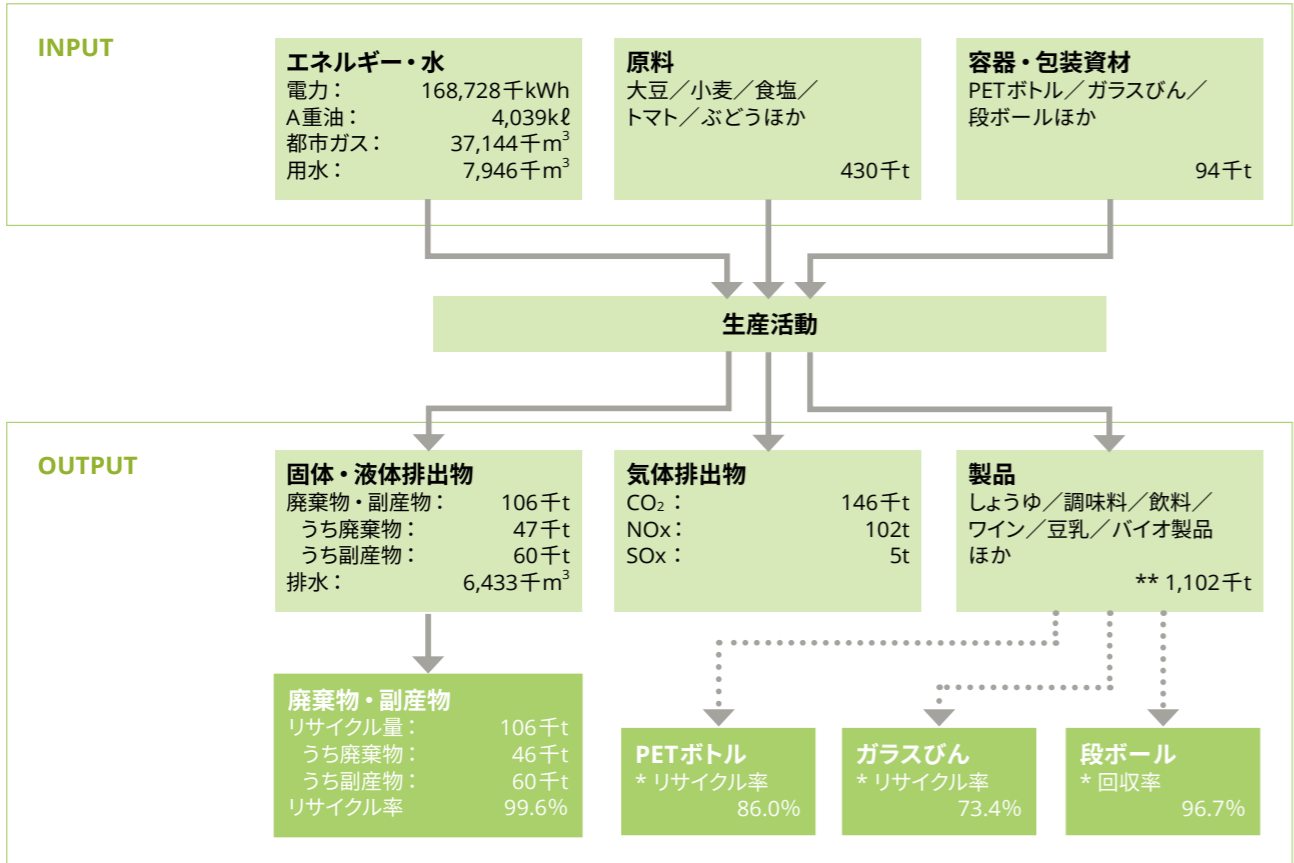 INPUT
エネルギー・水
電力： 168,728千kWh
A重油： 4,039kℓ
都市ガス： 37,144千m³
用水： 7,946千m³
原料
大豆／小麦／食塩／
トマト／ぶどうほか
430千t
容器・包装資材
PETボトル／ガラスびん／
段ボールほか
94千t
生産活動
OUTPUT
固体・液体排出物
廃棄物・副産物： 106千t
うち廃棄物： 47千t
うち副産物： 60千t
排水： 6,433千m³
気体排出物
CO₂： 146千t
NOx： 102t
SOx： 5t
製品
しょうゆ／調味料／飲料／
ワイン／豆乳／バイオ製品
ほか
** 1,102千t
廃棄物・副産物
リサイクル量： 106千t
うち廃棄物： 46千t
うち副産物： 60千t
リサイクル率 99.6%
PETボトル
* リサイクル率
86.0%
ガラスびん
* リサイクル率
73.4%
段ボール
* 回収率
96.7%